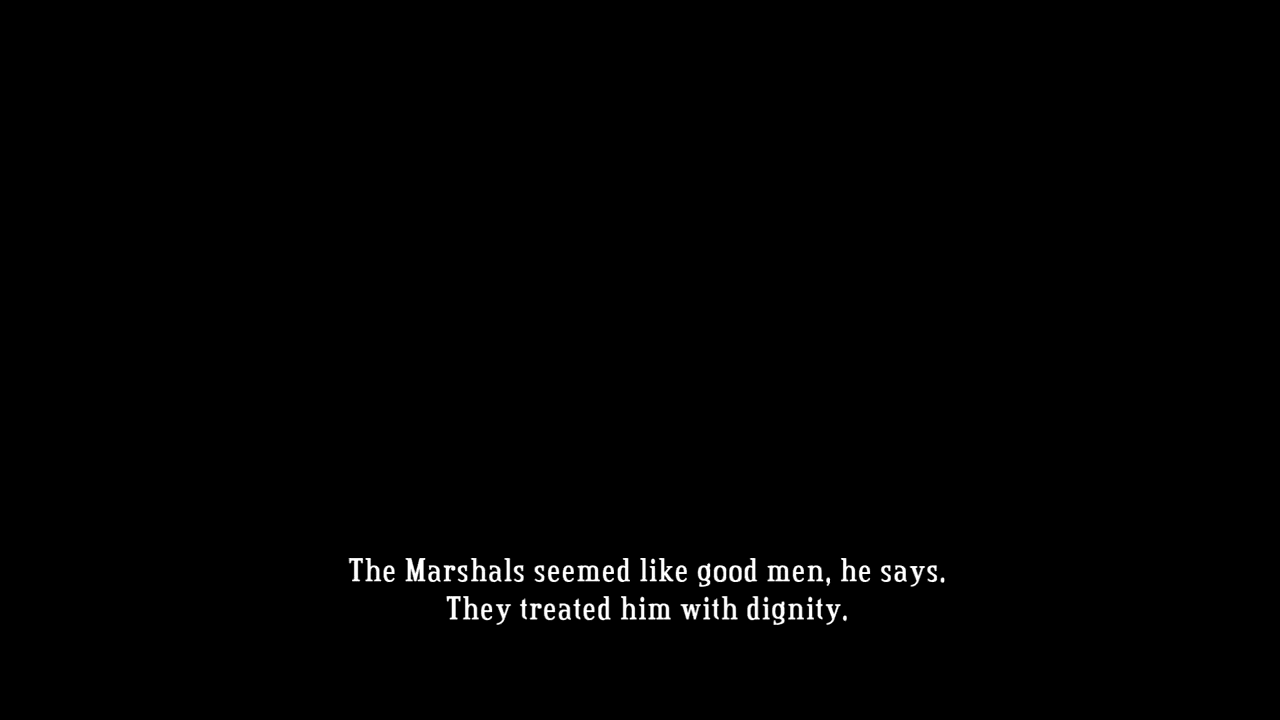 The Marshals seemed like good men, he says.
They treated him with dignity.